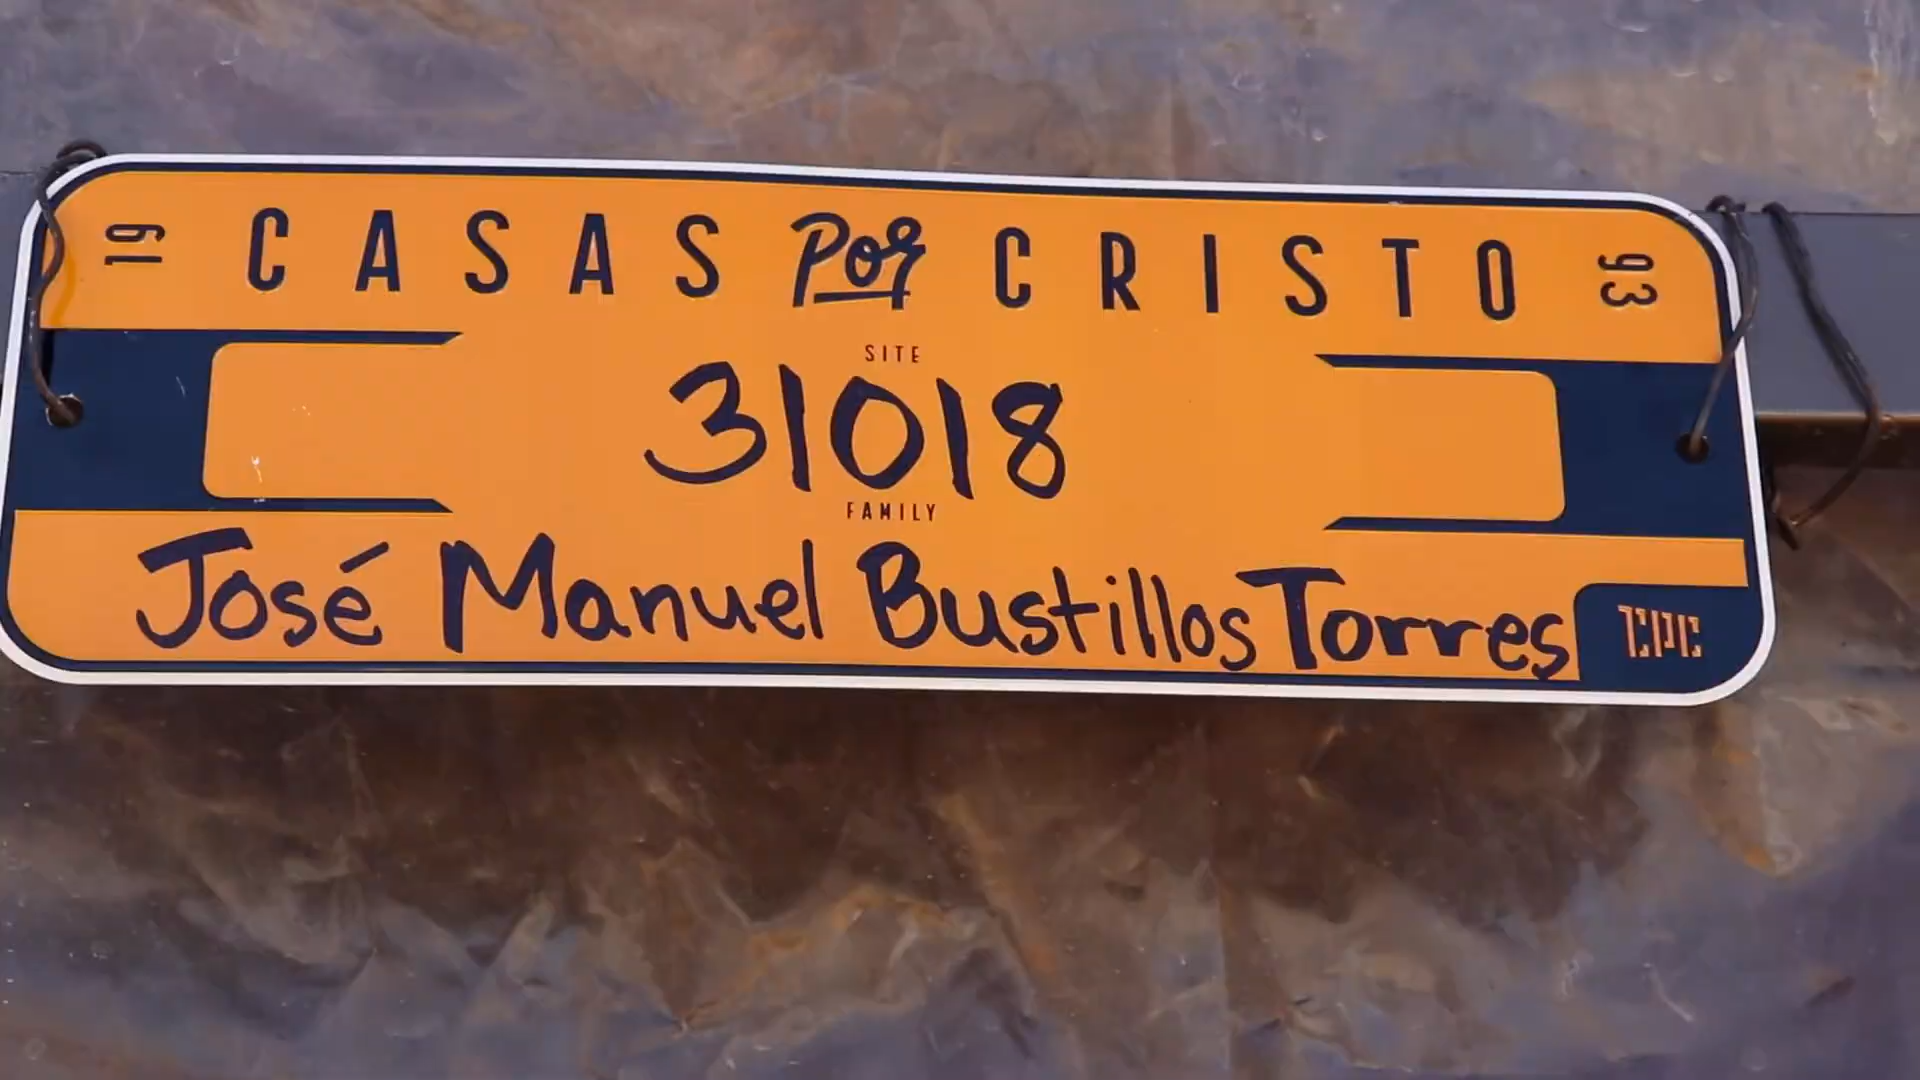 19 CASAS Por CRISTO 93
SITE
31018
FAMILY
José Manuel Bustillos Torres
CPC